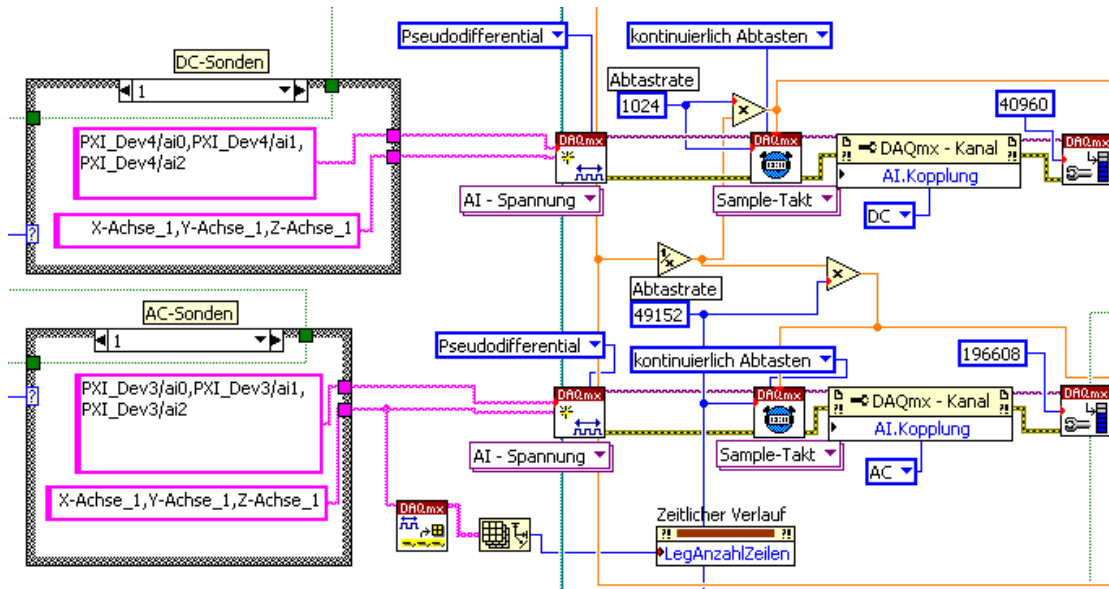 Pseudodifferential
kontinuierlich Abtasten
DC-Sonden
1
Abtastrate
1024
x
40960
PXI_Dev4/ai0,PXI_Dev4/ai1,
PXI_Dev4/ai2
DAQmx
DAQmx
DAQmx - Kanal
DAQmx
AI.Kopplung
X-Achse_1,Y-Achse_1,Z-Achse_1
AI - Spannung
Sample-Takt
DC
?
1/x
x
Abtastrate
49152
AC-Sonden
1
Pseudodifferential
kontinuierlich Abtasten
196608
?
PXI_Dev3/ai0,PXI_Dev3/ai1,
PXI_Dev3/ai2
DAQmx
DAQmx
DAQmx - Kanal
DAQmx
AI.Kopplung
AI - Spannung
Sample-Takt
AC
X-Achse_1,Y-Achse_1,Z-Achse_1
DAQmx
Zeitlicher Verlauf
LegAnzahlZeilen